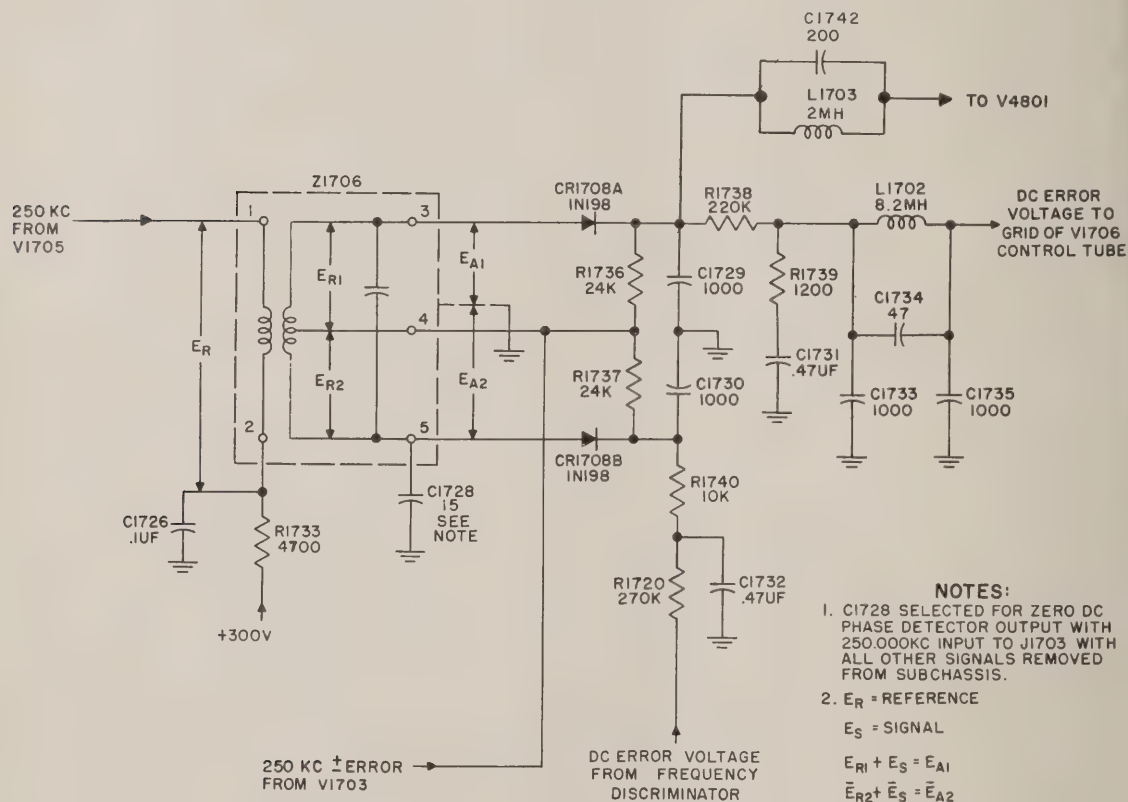 C1742
200
L1703
2MH
TO V4801
Z1706
250 KC
FROM
V1705
1
3
CR1708A
IN198
R1738
220K
L1702
8.2MH
DC ERROR
VOLTAGE TO
GRID OF V1706
CONTROL TUBE
ER
ER1
EA1
R1736
24K
C1729
1000
R1739
1200
C1734
47
4
ER2
EA2
R1737
24K
C1730
1000
C1731
.47UF
C1733
1000
C1735
1000
2
5
CR1708B
IN198
C1726
.1UF
R1733
4700
C1728
15
SEE
NOTE
R1740
10K
+300V
R1720
270K
C1732
.47UF
NOTES:
1. C1728 SELECTED FOR ZERO DC
PHASE DETECTOR OUTPUT WITH
250.000KC INPUT TO J1703 WITH
ALL OTHER SIGNALS REMOVED
FROM SUBCHASSIS.
2. ER = REFERENCE
ES = SIGNAL
ER1 + ES = EA1
ĒR2 + ĒS = ĒA2
250 KC ± ERROR
FROM V1703
DC ERROR VOLTAGE
FROM FREQUENCY
DISCRIMINATOR